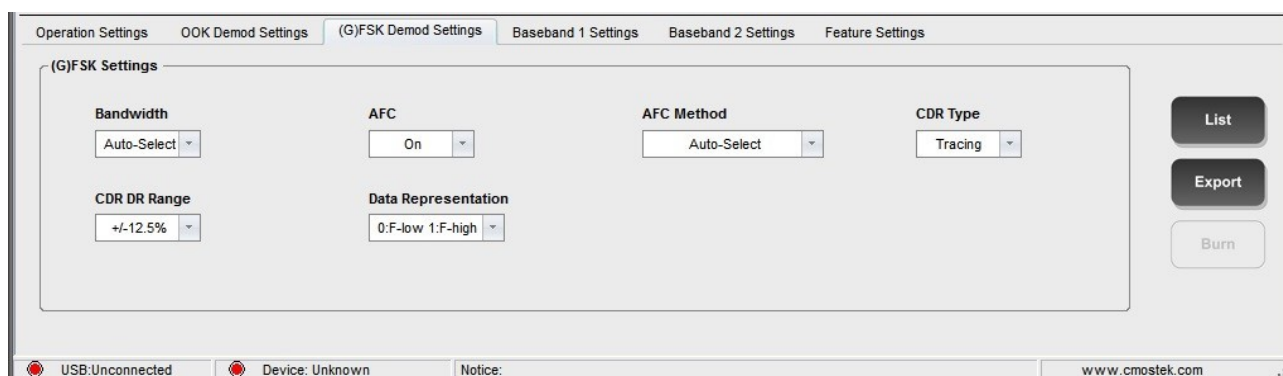 Operation Settings OOK Demod Settings (G)FSK Demod Settings Baseband 1 Settings Baseband 2 Settings Feature Settings
(G)FSK Settings
Bandwidth AFC AFC Method CDR Type
Auto-Select On Auto-Select Tracing
CDR DR Range Data Representation
+/-12.5% 0:F-low 1:F-high
List
Export
Burn
USB:Unconnected Device: Unknown Notice: www.cmostek.com